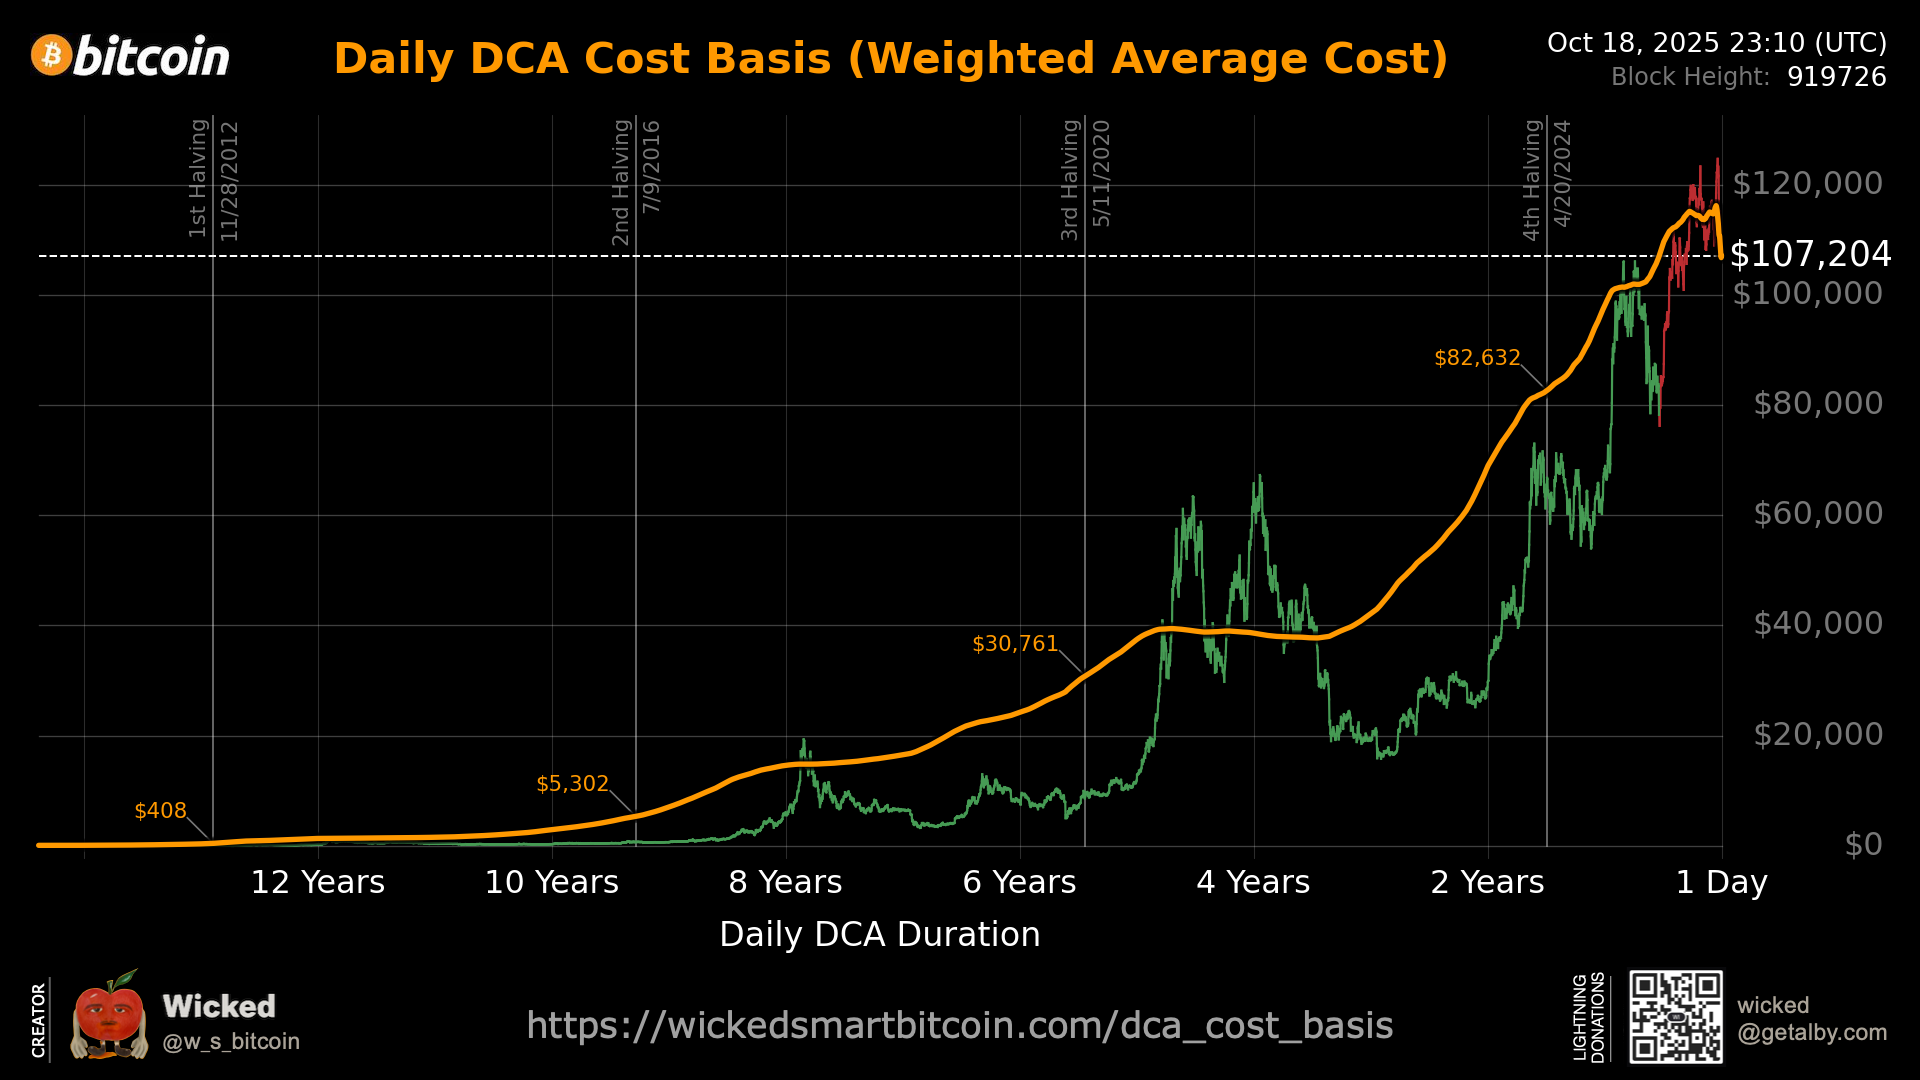 bitcoin
Daily DCA Cost Basis (Weighted Average Cost)
Oct 18, 2025 23:10 (UTC)
Block Height: 919726
1st Halving
11/28/2012
2nd Halving
7/9/2016
3rd Halving
5/11/2020
4th Halving
4/20/2024
$120,000
$107,204
$100,000
$80,000
$60,000
$40,000
$20,000
$0
$82,632
$30,761
$5,302
$408
12 Years
10 Years
8 Years
6 Years
4 Years
2 Years
1 Day
Daily DCA Duration
CREATOR
Wicked
@w_s_bitcoin
https://wickedsmartbitcoin.com/dca_cost_basis
LIGHTNING
DONATIONS
wicked
@getalby.com